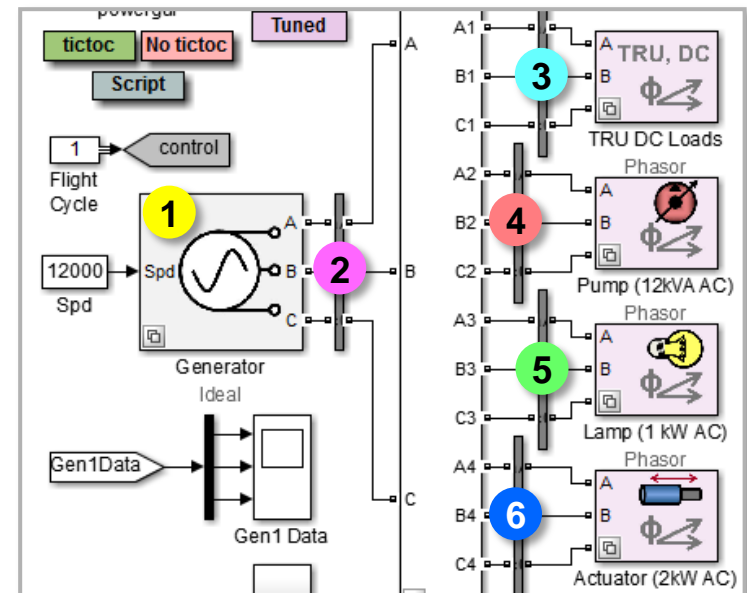 powergui
Tuned
tictoc
No tictoc
Script
1
control
Flight
Cycle
1
12000
Spd
Spd
A
B
C
2
Generator
Ideal
Gen1Data
Gen1 Data
A
B
C
A1
B1
C1
3
A
B
TRU, DC
TRU DC Loads
Phasor
A2
B2
C2
4
A
B
Pump (12kVA AC)
Phasor
A3
B3
C3
5
A
B
Lamp (1 kW AC)
Phasor
A4
B4
C4
6
A
B
Actuator (2kW AC)